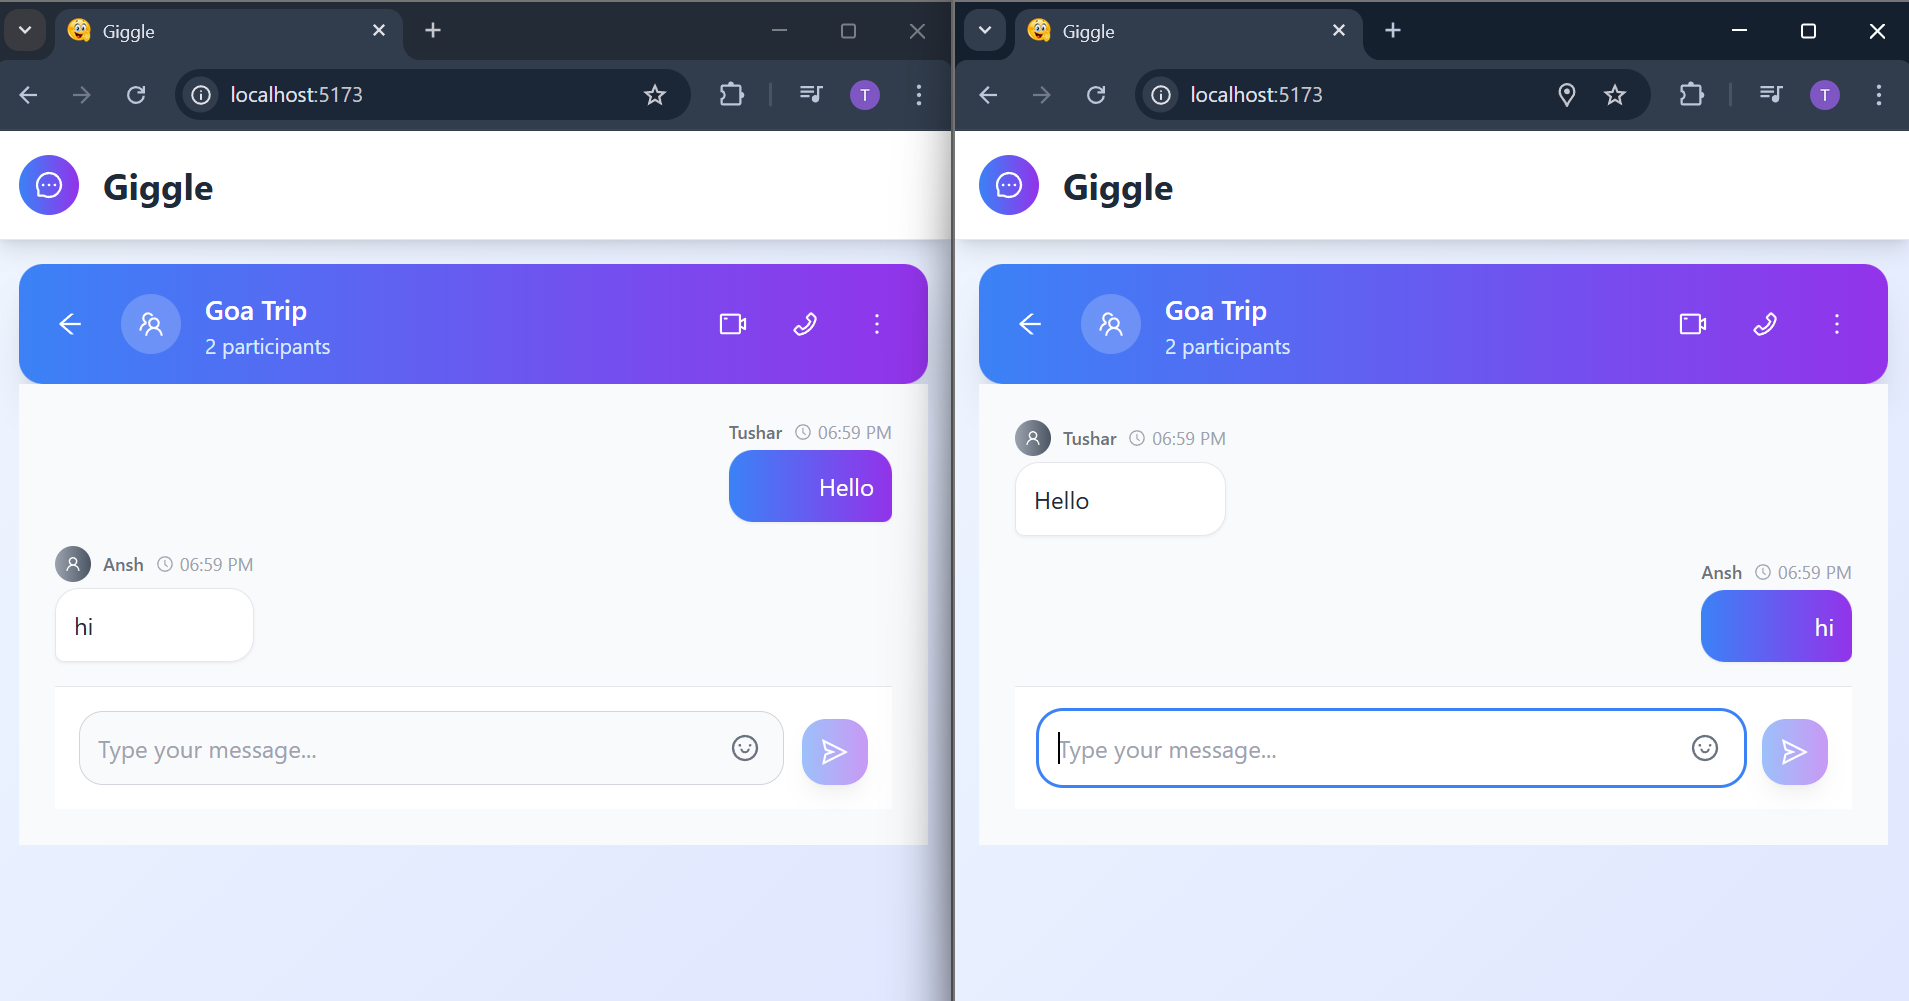 Giggle
localhost:5173
T
Giggle
Goa Trip
2 participants
Tushar 06:59 PM
Hello
Ansh 06:59 PM
hi
Type your message...
Giggle
localhost:5173
T
Giggle
Goa Trip
2 participants
Tushar 06:59 PM
Hello
Ansh 06:59 PM
hi
Type your message...